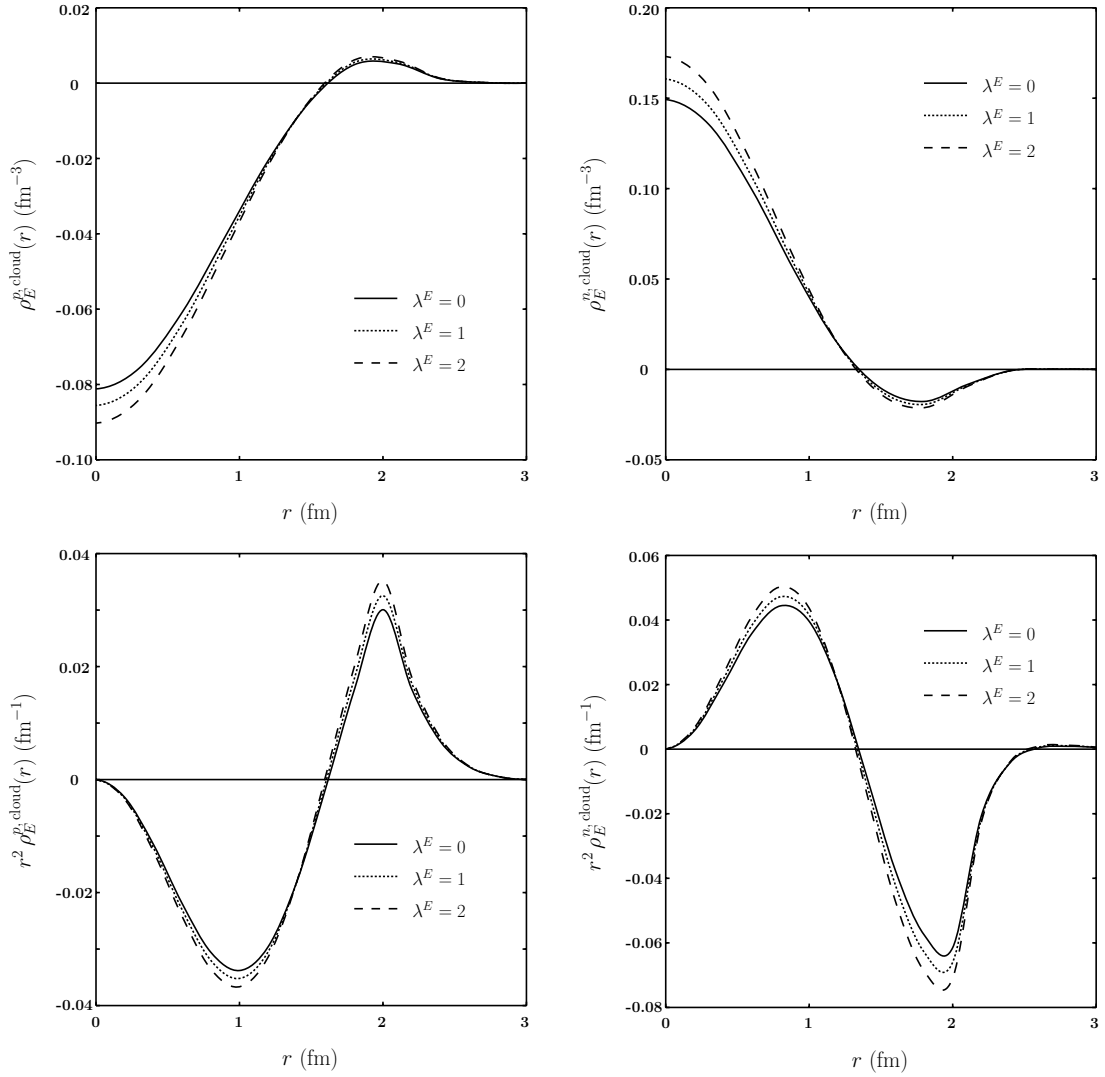 0.02
0
-0.02
-0.04
-0.06
-0.08
-0.10
0 1 2 3
ρ_E^{p, cloud}(r) (fm⁻³)
r (fm)
λ^E = 0
λ^E = 1
λ^E = 2
0.20
0.15
0.10
0.05
0
-0.05
0 1 2 3
ρ_E^{n, cloud}(r) (fm⁻³)
r (fm)
λ^E = 0
λ^E = 1
λ^E = 2
0.04
0.02
0
-0.02
-0.04
0 1 2 3
r² ρ_E^{p, cloud}(r) (fm⁻¹)
r (fm)
λ^E = 0
λ^E = 1
λ^E = 2
0.06
0.04
0.02
0
-0.02
-0.04
-0.06
-0.08
0 1 2 3
r² ρ_E^{n, cloud}(r) (fm⁻¹)
r (fm)
λ^E = 0
λ^E = 1
λ^E = 2